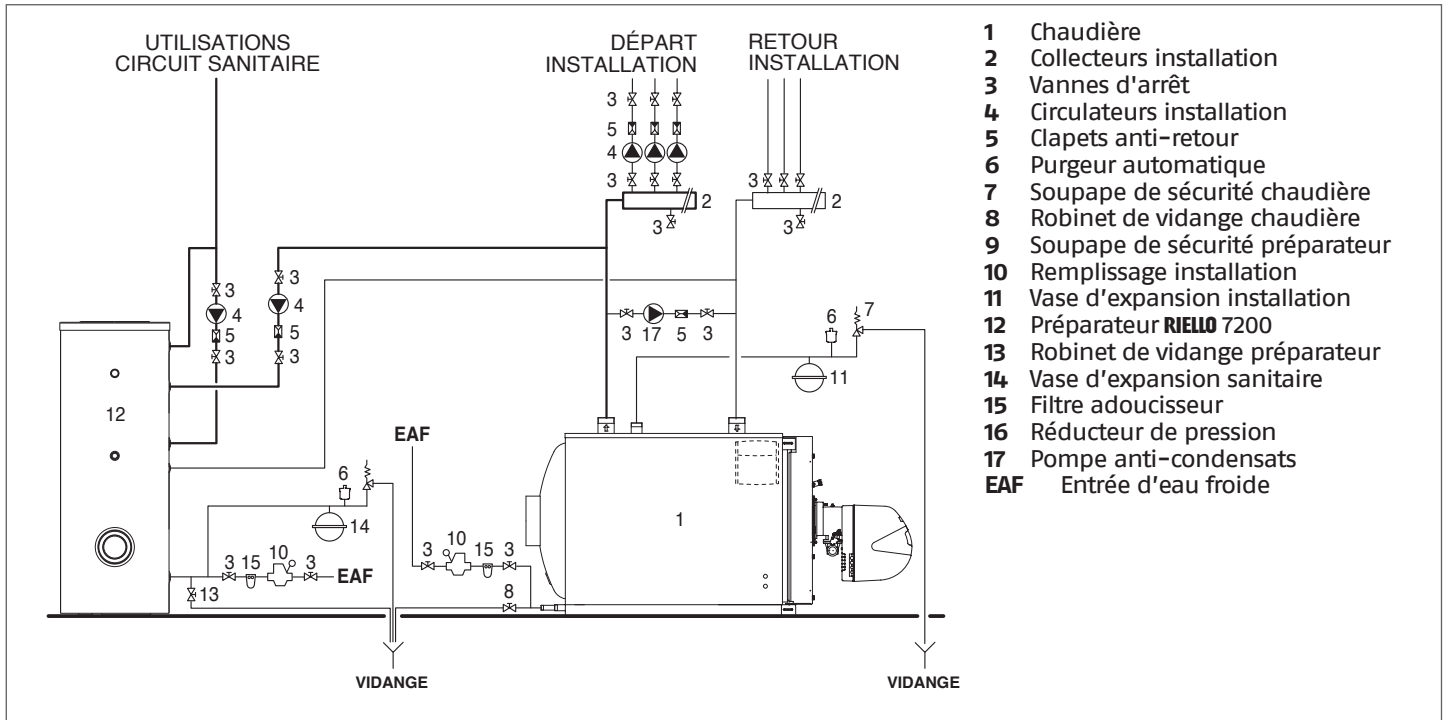 UTILISATIONS
CIRCUIT SANITAIRE
DÉPART
INSTALLATION
RETOUR
INSTALLATION
3
5
4
3
2
3
3
2
3
3
4
5
3
3
4
5
3
3
17
5
3
6
7
11
12
EAF
6
14
1
3
10
15
3
3
15
10
3
EAF
13
8
VIDANGE
VIDANGE
1 Chaudière
2 Collecteurs installation
3 Vannes d'arrêt
4 Circulateurs installation
5 Clapets anti-retour
6 Purgeur automatique
7 Soupape de sécurité chaudière
8 Robinet de vidange chaudière
9 Soupape de sécurité préparateur
10 Remplissage installation
11 Vase d'expansion installation
12 Préparateur RIELLO 7200
13 Robinet de vidange préparateur
14 Vase d'expansion sanitaire
15 Filtre adoucisseur
16 Réducteur de pression
17 Pompe anti-condensats
EAF Entrée d'eau froide